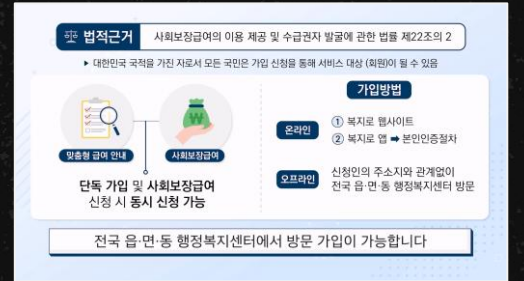 법적근거
사회보장급여의 이용 제공 및 수급권자 발굴에 관한 법률 제22조의 2
▶ 대한민국 국적을 가진 자로서 모든 국민은 가입 신청을 통해 서비스 대상 (회원)이 될 수 있음
맞춤형 급여 안내
사회보장급여
단독 가입 및 사회보장급여
신청 시 동시 신청 가능
가입방법
온라인
① 복지로 웹사이트
② 복지로 앱 ➡ 본인인증절차
오프라인
신청인의 주소지와 관계없이
전국 읍·면·동 행정복지센터 방문
전국 읍·면·동 행정복지센터에서 방문 가입이 가능합니다